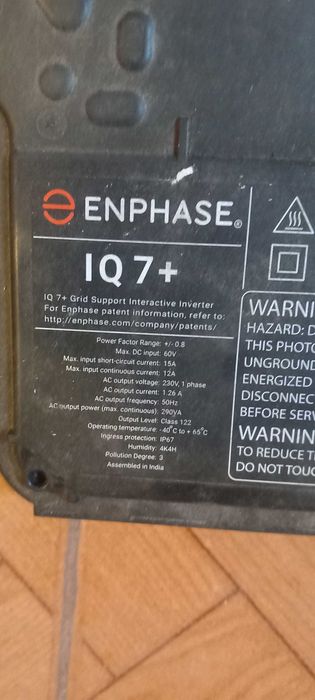 ENPHASE®
IQ 7+
IQ 7+ Grid Support Interactive Inverter
For Enphase patent information, refer to:
http://enphase.com/company/patents/
Power Factor Range: +/- 0.8
Max. DC input: 60V
Max. input short-circuit current: 15A
Max. input continuous current: 12A
AC output voltage: 230V, 1 phase
AC output current: 1.26 A
AC output frequency: 50Hz
AC output power (max. continuous): 290VA
Output Level: Class 122
Operating temperature: -40°C to + 65°C
Ingress protection: IP67
Humidity: 4K4H
Pollution Degree: 3
Assembled in India
WARNI
HAZARD: D
THIS PHOTO
UNGROUND
ENERGIZED
DISCONNEC
BEFORE SERV
WARNIN
TO REDUCE T
DO NOT TOUC